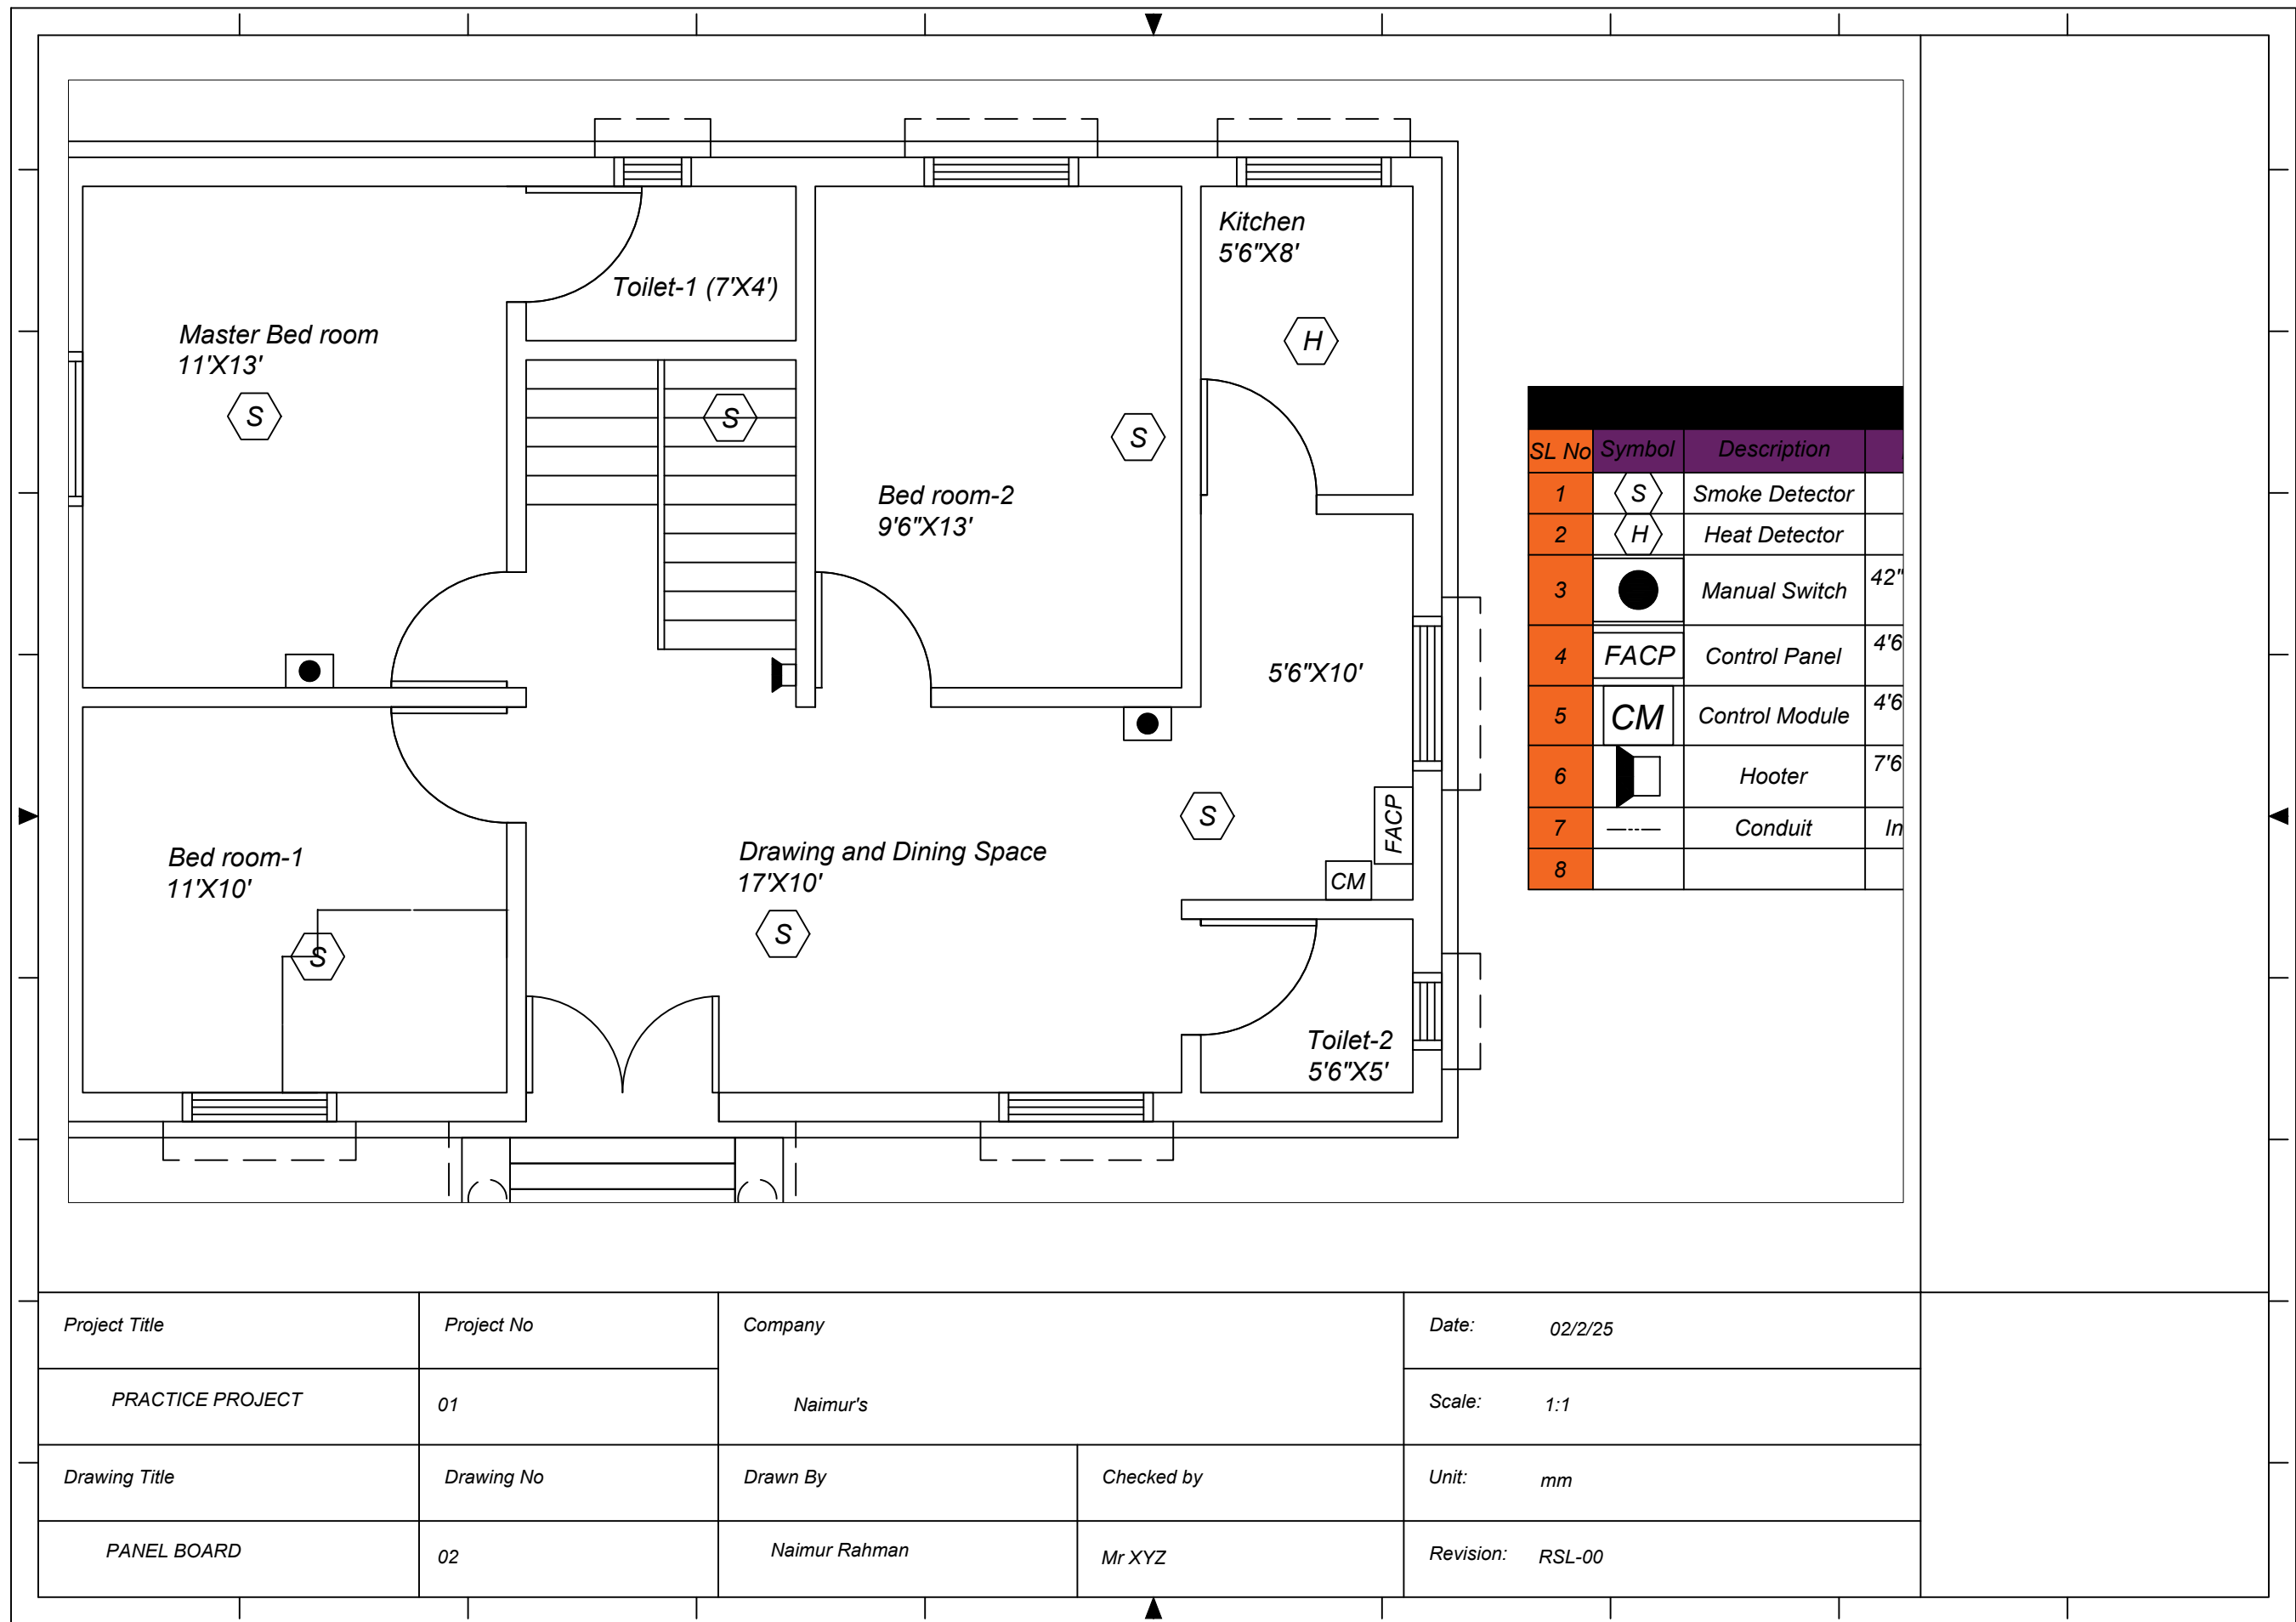 Kitchen
5'6"X8'
Toilet-1 (7'X4')
Master Bed room
11'X13'
H
S
S
S
Bed room-2
9'6"X13'
5'6"X10'
S
FACP
CM
Bed room-1
11'X10'
Drawing and Dining Space
17'X10'
S
S
Toilet-2
5'6"X5'
SL No Symbol Description
1 S Smoke Detector
2 H Heat Detector
3 Manual Switch 42"
4 FACP Control Panel 4'6
5 CM Control Module 4'6
6 Hooter 7'6
7 Conduit In
8
Project Title Project No Company Date: 02/2/25
PRACTICE PROJECT 01 Naimur's Scale: 1:1
Drawing Title Drawing No Drawn By Checked by Unit: mm
PANEL BOARD 02 Naimur Rahman Mr XYZ Revision: RSL-00